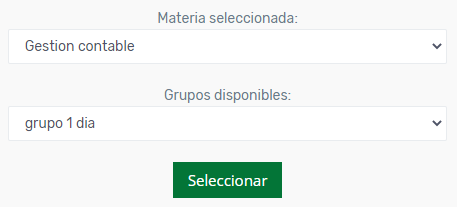 Materia seleccionada:
Gestion contable
Grupos disponibles:
grupo 1 dia
Seleccionar